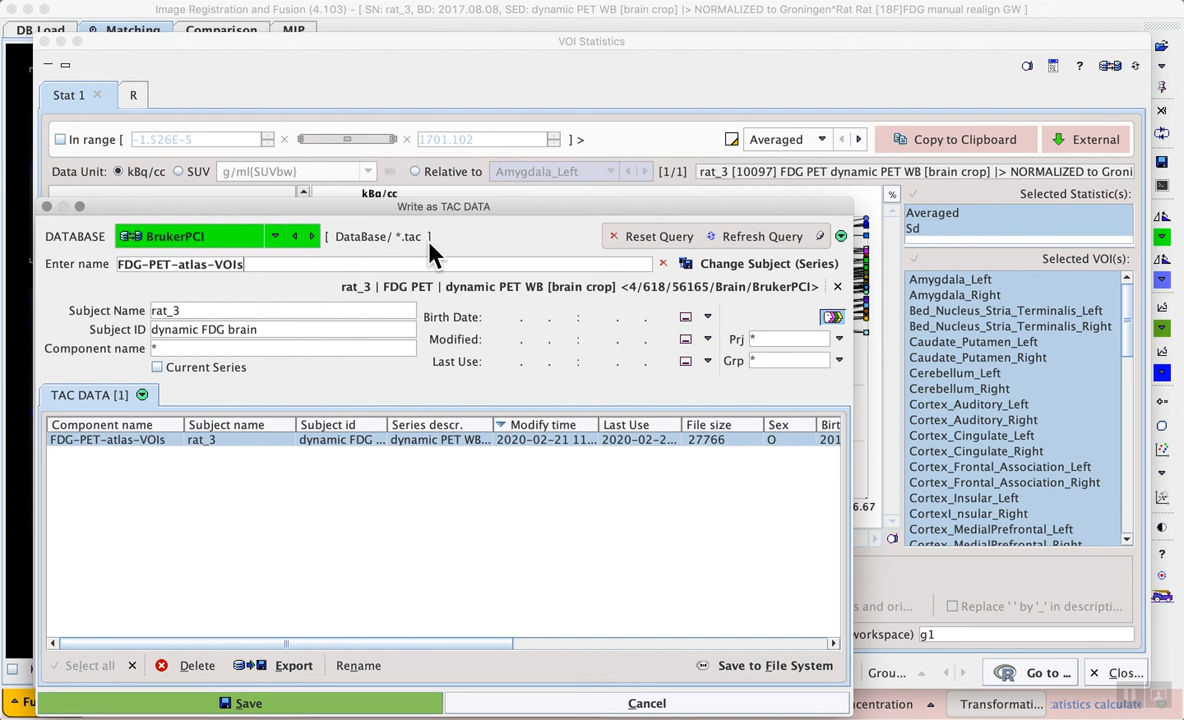 Image Registration and Fusion (4.103) - [ SN: rat_3, BD: 2017.08.08, SED: dynamic PET WB [brain crop] |> NORMALIZED to Groningen^Rat Rat [18F]FDG manual realign GW ]
DB Load Matching Comparison MIP
VOI Statistics
Stat 1 R
In range [ -1.526E-5 1701.102 ] >
Averaged Copy to Clipboard External
Data Unit: kBq/cc SUV g/ml{SUVbw} Relative to Amygdala_Left [1/1] rat_3 [10097] FDG PET dynamic PET WB [brain crop] |> NORMALIZED to Groni
kBq/cc % Selected Statistic(s):
Averaged
Sd
Selected VOI(s):
Amygdala_Left
Amygdala_Right
Bed_Nucleus_Stria_Terminalis_Left
Bed_Nucleus_Stria_Terminalis_Right
Caudate_Putamen_Left
Caudate_Putamen_Right
Cerebellum_Left
Cerebellum_Right
Cortex_Auditory_Left
Cortex_Auditory_Right
Cortex_Cingulate_Left
Cortex_Cingulate_Right
Cortex_Frontal_Association_Left
Cortex_Frontal_Association_Right
Cortex_Insular_Left
CortexI_nsular_Right
Cortex_MedialPrefrontal_Left
Cortex_MedialPrefrontal_Right
6.67
Write as TAC DATA
DATABASE BrukerPCI [ DataBase/ *.tac ] Reset Query Refresh Query
Enter name FDG-PET-atlas-VOIs Change Subject (Series)
rat_3 | FDG PET | dynamic PET WB [brain crop] <4/618/56165/Brain/BrukerPCI>
Subject Name rat_3 Birth Date: . . : . .
Subject ID dynamic FDG brain Modified: . . : . . Prj *
Component name * Last Use: . . : . . Grp *
Current Series
TAC DATA [1]
Component name Subject name Subject id Series descr. Modify time Last Use File size Sex Birt
FDG-PET-atlas-VOIs rat_3 dynamic FDG ... dynamic PET WB... 2020-02-21 11... 2020-02-2... 27766 O 201
Select all Delete Export Rename Save to File System
Save Cancel
s and ori... Replace ' ' by '_' in descripti...
workspace) g1
Grou... Go to ... Clos...
Fu ncentration Transformati... :atistics calculate